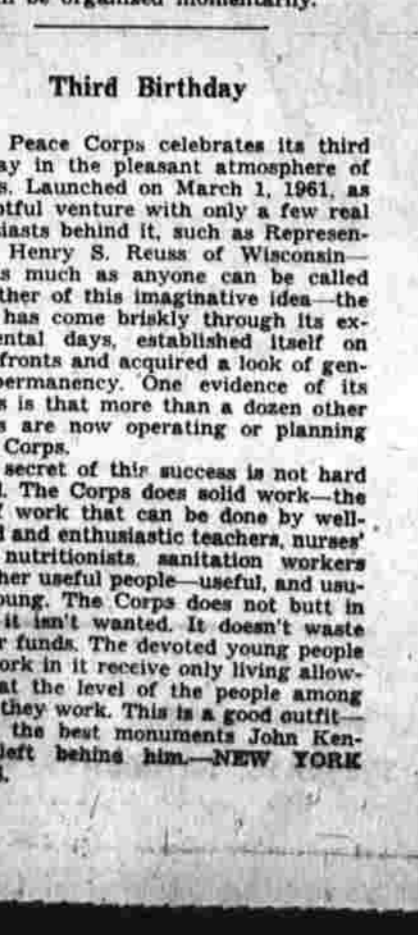 be organized momentarily.
Third Birthday
Peace Corps celebrates its third
ay in the pleasant atmosphere of
s. Launched on March 1, 1961, as
tful venture with only a few real
iasts behind it, such as Represen-
Henry S. Reuss of Wisconsin—
s much as anyone can be called
ther of this imaginative idea—the
has come briskly through its ex-
ental days, established itself on
fronts and acquired a look of gen-
permanency. One evidence of its
s is that more than a dozen other
s are now operating or planning
Corps.
secret of this success is not hard
. The Corps does solid work—the
work that can be done by well-
d and enthusiastic teachers, nurses'
nutritionists sanitation workers
her useful people—useful, and usu-
oung. The Corps does not butt in
it isn't wanted. It doesn't waste
r funds. The devoted young people
ork in it receive only living allow-
at the level of the people among
they work. This is a good outfit—
the best monuments John Ken-
left behind him.—NEW YORK